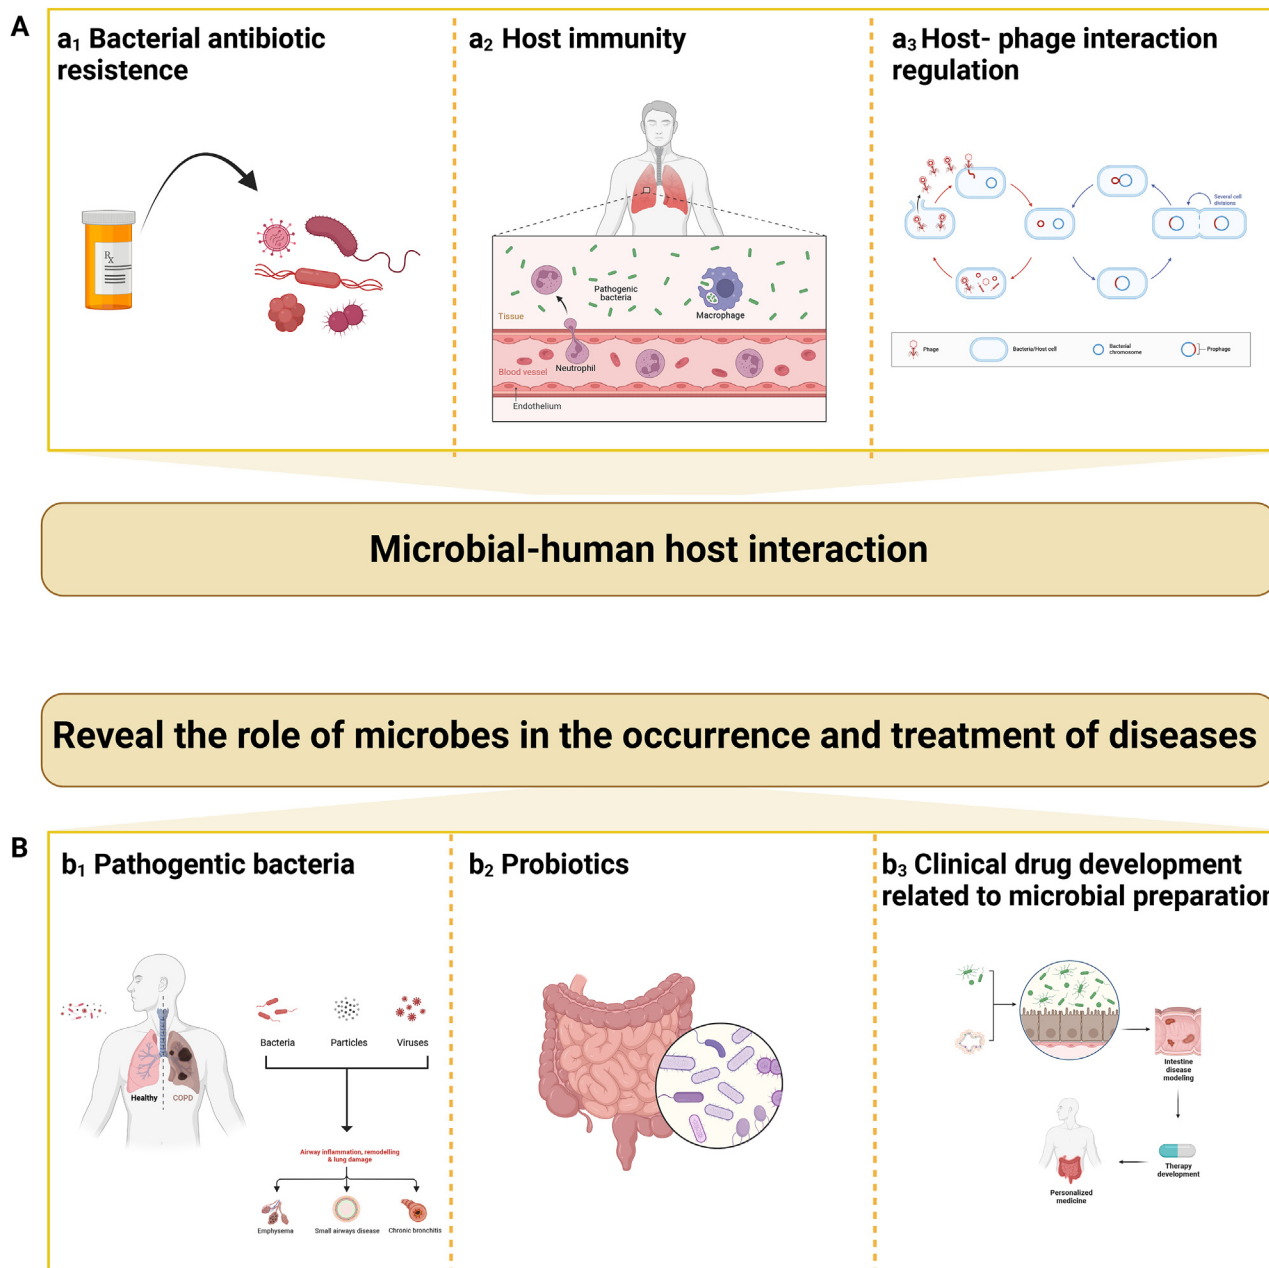 A
a₁ Bacterial antibiotic
resistence
a₂ Host immunity
a₃ Host- phage interaction
regulation
Rx
Several cell
divisions
Pathogenic
bacteria
Macrophage
Tissue
Blood vessel
Neutrophil
Endothelium
Phage
Bacteria/Host cell
Bacterial
chromosome
Prophage
Microbial-human host interaction
Reveal the role of microbes in the occurrence and treatment of diseases
B
b₁ Pathogentic bacteria
b₂ Probiotics
b₃ Clinical drug development
related to microbial preparation
Healthy
COPD
Bacteria
Particles
Viruses
Airway inflammation, remodelling
& lung damage
Emphysema
Small airways disease
Chronic bronchitis
Intestine
disease
modeling
Therapy
development
Personalized
medicine